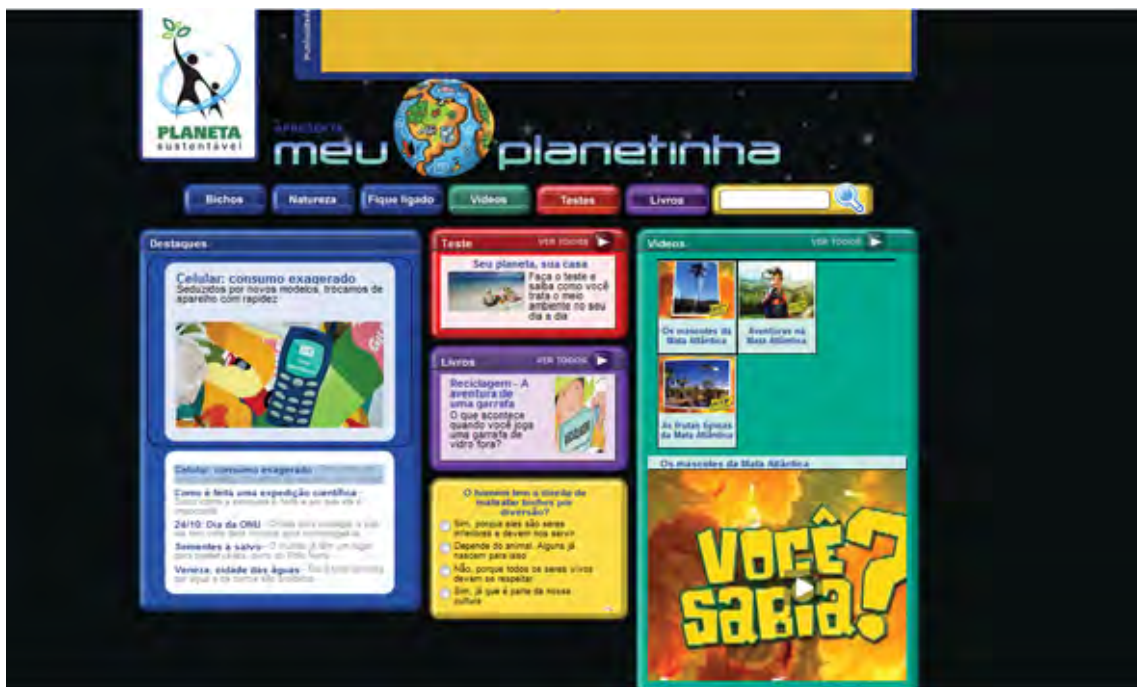 PLANETA
sustentável
APRESENTA
meu planetinha
Bichos
Natureza
Fique ligado
Vídeos
Testes
Livros
Destaques
Celular: consumo exagerado
Seduzidos por novos modelos, trocamos de
aparelho com rapidez
Celular: consumo exagerado
Como é feita uma expedição científica
24/10: Dia da ONU
Sementes a salvo
Veneza, cidade das águas
Teste
VER TODOS
Seu planeta, sua casa
Faça o teste e
saiba como você
trata o meio
ambiente no seu
dia a dia
Livros
VER TODOS
Reciclagem - A
aventura de
uma garrafa
O que acontece
quando você joga
uma garrafa de
vidro fora?
O homem tem o direito de
maltratar bichos por
diversão?
Sim, porque eles são seres
inferiores e devem nos servir
Depende do animal. Alguns já
nascem para isso
Não, porque todos os seres vivos
devem se respeitar
Sim, já que é parte da nossa
cultura
Vídeos
VER TODOS
Os mascotes da
Mata Atlântica
Aventuras na
Mata Atlântica
As frutas típicas
da Mata Atlântica
Os mascotes da Mata Atlântica
VOCÊ
SABIA?